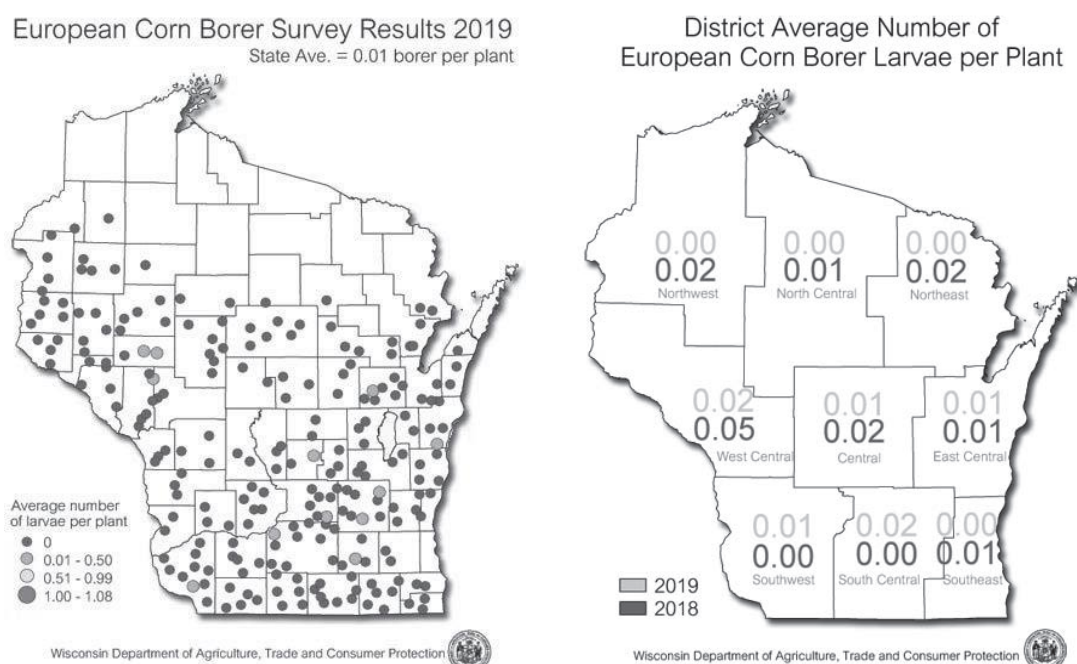 European Corn Borer Survey Results 2019
State Ave. = 0.01 borer per plant
Average number
of larvae per plant
0
0.01 - 0.50
0.51 - 0.99
1.00 - 1.08
Wisconsin Department of Agriculture, Trade and Consumer Protection
District Average Number of
European Corn Borer Larvae per Plant
0.00
0.02
Northwest
0.00
0.01
North Central
0.00
0.02
Northeast
0.02
0.05
West Central
0.01
0.02
Central
0.01
0.01
East Central
0.01
0.00
Southwest
0.02
0.00
South Central
0.00
0.01
Southeast
2019
2018
Wisconsin Department of Agriculture, Trade and Consumer Protection